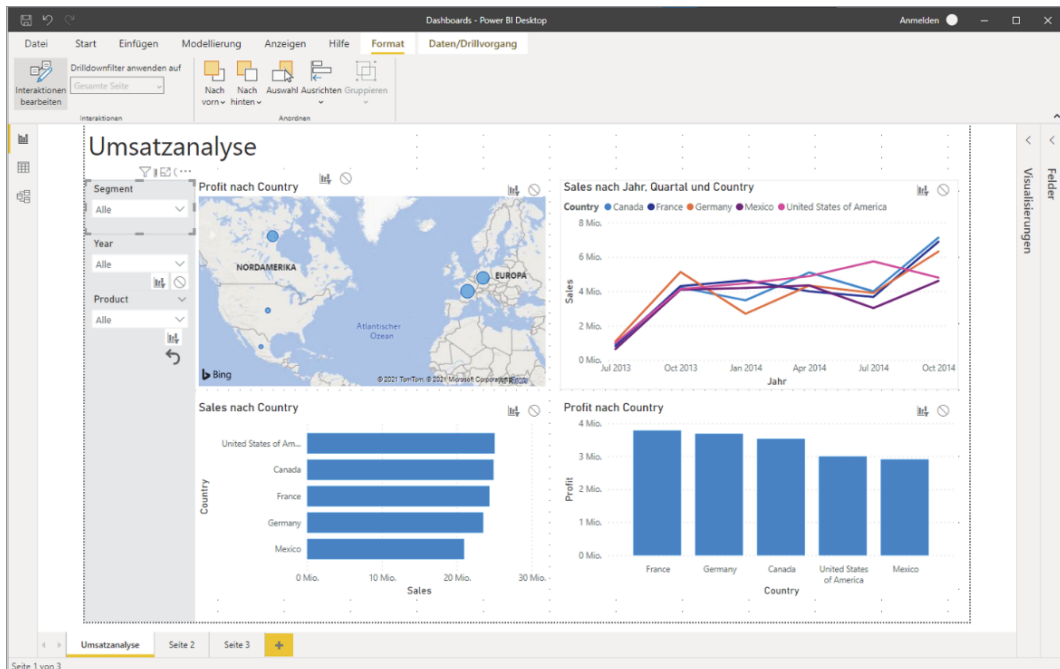 Dashboards - Power BI Desktop
Anmelden
Datei Start Einfügen Modellierung Anzeigen Hilfe Format Daten/Drillvorgang
Interaktionen bearbeiten
Drilldownfilter anwenden auf
Gesamte Seite
Nach vorn
Nach hinten
Auswahl
Ausrichten
Gruppieren
Interaktionen
Anordnen
Umsatzanalyse
Segment
Alle
Year
Alle
Product
Alle
Profit nach Country
NORDAMERIKA
EUROPA
Atlantischer
Ozean
Bing
© 2021 TomTom, © 2021 Microsoft Corporation
Sales nach Jahr, Quartal und Country
Country Canada France Germany Mexico United States of America
8 Mio.
6 Mio.
4 Mio.
2 Mio.
0 Mio.
Sales
Jul 2013 Oct 2013 Jan 2014 Apr 2014 Jul 2014 Oct 2014
Jahr
Sales nach Country
Country
United States of Am...
Canada
France
Germany
Mexico
0 Mio. 10 Mio. 20 Mio. 30 Mio.
Sales
Profit nach Country
4 Mio.
3 Mio.
2 Mio.
1 Mio.
0 Mio.
Profit
France Germany Canada United States of America Mexico
Country
Visualisierungen
Felder
Umsatzanalyse Seite 2 Seite 3
Seite 1 von 3